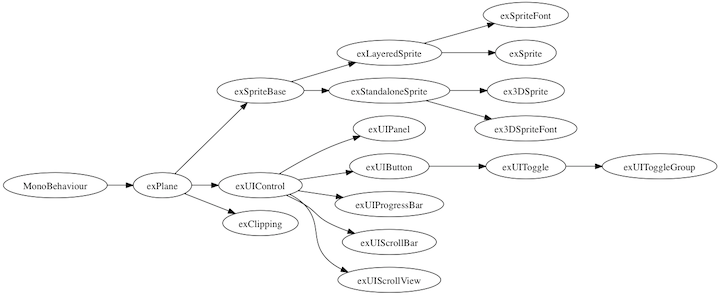 exSpriteFont
exLayeredSprite
exSprite
exSpriteBase
exStandaloneSprite
ex3DSprite
exUIPanel
ex3DSpriteFont
exUIButton
exUIToggle
exUIToggleGroup
MonoBehaviour
exPlane
exUIControl
exUIProgressBar
exClipping
exUIScrollBar
exUIScrollView